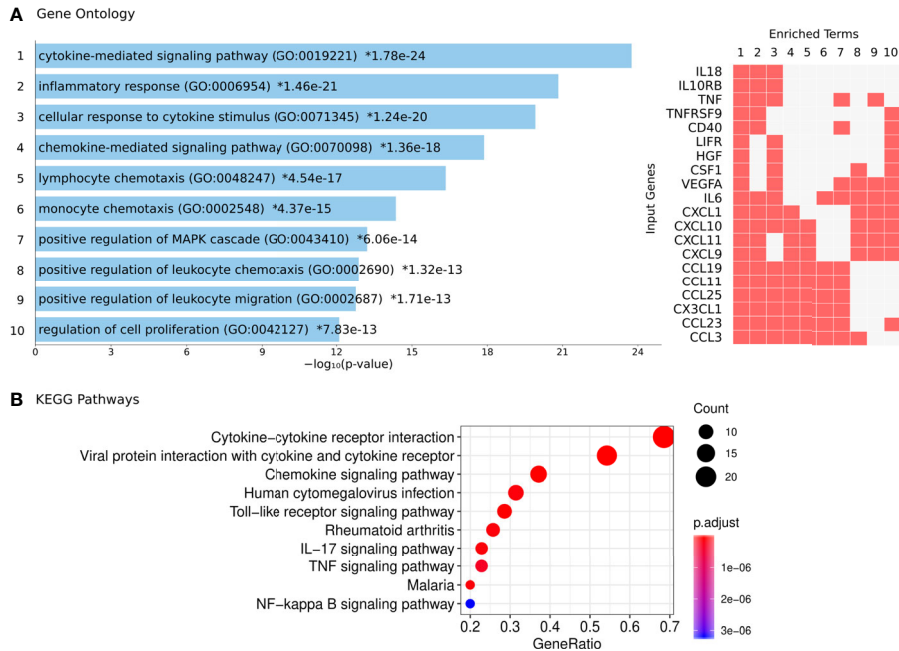 A Gene Ontology
1 cytokine-mediated signaling pathway (GO:0019221) *1.78e-24
2 inflammatory response (GO:0006954) *1.46e-21
3 cellular response to cytokine stimulus (GO:0071345) *1.24e-20
4 chemokine-mediated signaling pathway (GO:0070098) *1.36e-18
5 lymphocyte chemotaxis (GO:0048247) *4.54e-17
6 monocyte chemotaxis (GO:0002548) *4.37e-15
7 positive regulation of MAPK cascade (GO:0043410) *6.06e-14
8 positive regulation of leukocyte chemotaxis (GO:0002690) *1.32e-13
9 positive regulation of leukocyte migration (GO:0002687) *1.71e-13
10 regulation of cell proliferation (GO:0042127) *7.83e-13
0 3 6 9 12 15 18 21 24
−log₁₀(p-value)
Enriched Terms
1 2 3 4 5 6 7 8 9 10
Input Genes
IL18
IL10RB
TNF
TNFRSF9
CD40
LIFR
HGF
CSF1
VEGFA
IL6
CXCL1
CXCL10
CXCL11
CXCL9
CCL19
CCL11
CCL25
CX3CL1
CCL23
CCL3
B KEGG Pathways
Cytokine−cytokine receptor interaction
Viral protein interaction with cytokine and cytokine receptor
Chemokine signaling pathway
Human cytomegalovirus infection
Toll−like receptor signaling pathway
Rheumatoid arthritis
IL−17 signaling pathway
TNF signaling pathway
Malaria
NF−kappa B signaling pathway
0.2 0.3 0.4 0.5 0.6 0.7
GeneRatio
Count
10
15
20
p.adjust
1e−06
2e−06
3e−06